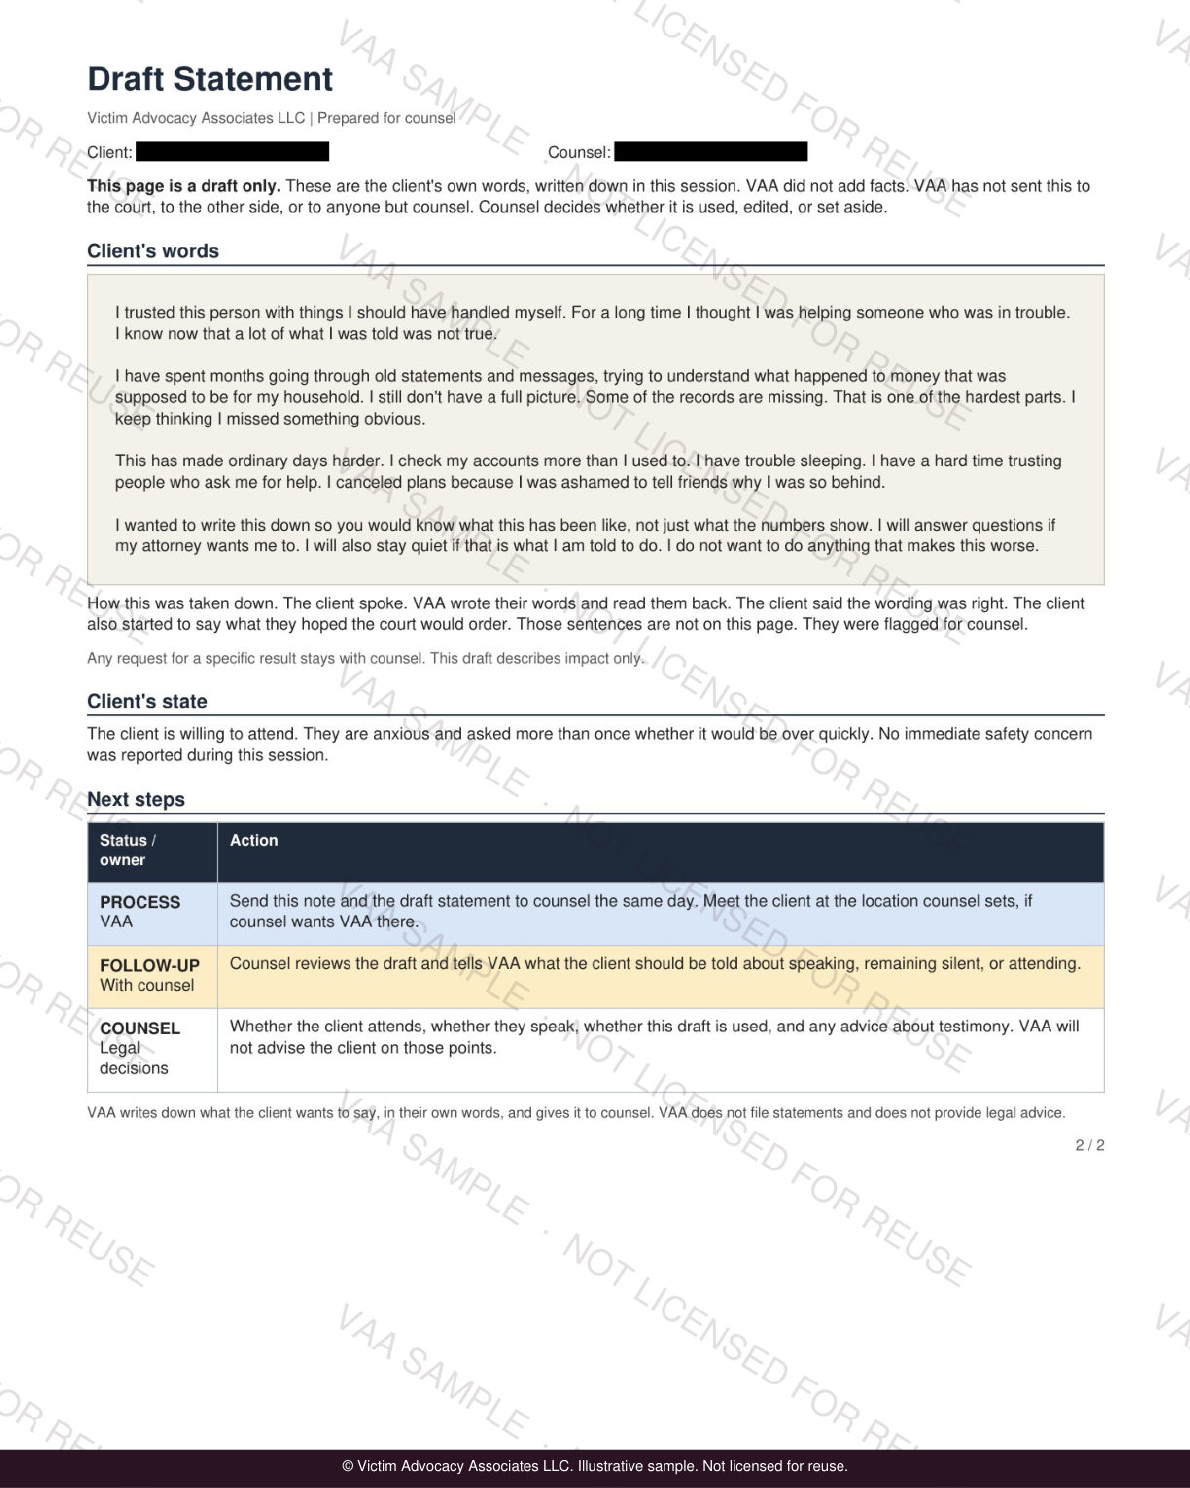 Draft Statement
Victim Advocacy Associates LLC | Prepared for counsel
Client:
Counsel:
This page is a draft only. These are the client's own words, written down in this session. VAA did not add facts. VAA has not sent this to
the court, to the other side, or to anyone but counsel. Counsel decides whether it is used, edited, or set aside.
Client's words
I trusted this person with things I should have handled myself. For a long time I thought I was helping someone who was in trouble.
I know now that a lot of what I was told was not true.
I have spent months going through old statements and messages, trying to understand what happened to money that was
supposed to be for my household. I still don't have a full picture. Some of the records are missing. That is one of the hardest parts. I
keep thinking I missed something obvious.
This has made ordinary days harder. I check my accounts more than I used to. I have trouble sleeping. I have a hard time trusting
people who ask me for help. I canceled plans because I was ashamed to tell friends why I was so behind.
I wanted to write this down so you would know what this has been like, not just what the numbers show. I will answer questions if
my attorney wants me to. I will also stay quiet if that is what I am told to do. I do not want to do anything that makes this worse.
How this was taken down. The client spoke. VAA wrote their words and read them back. The client said the wording was right. The client
also started to say what they hoped the court would order. Those sentences are not on this page. They were flagged for counsel.
Any request for a specific result stays with counsel. This draft describes impact only.
Client's state
The client is willing to attend. They are anxious and asked more than once whether it would be over quickly. No immediate safety concern
was reported during this session.
Next steps
Status /
owner
Action
PROCESS
VAA
Send this note and the draft statement to counsel the same day. Meet the client at the location counsel sets, if
counsel wants VAA there.
FOLLOW-UP
With counsel
Counsel reviews the draft and tells VAA what the client should be told about speaking, remaining silent, or attending.
COUNSEL
Legal
decisions
Whether the client attends, whether they speak, whether this draft is used, and any advice about testimony. VAA will
not advise the client on those points.
VAA writes down what the client wants to say, in their own words, and gives it to counsel. VAA does not file statements and does not provide legal advice.
2 / 2
VAA SAMPLE · NOT LICENSED FOR REUSE
© Victim Advocacy Associates LLC. Illustrative sample. Not licensed for reuse.